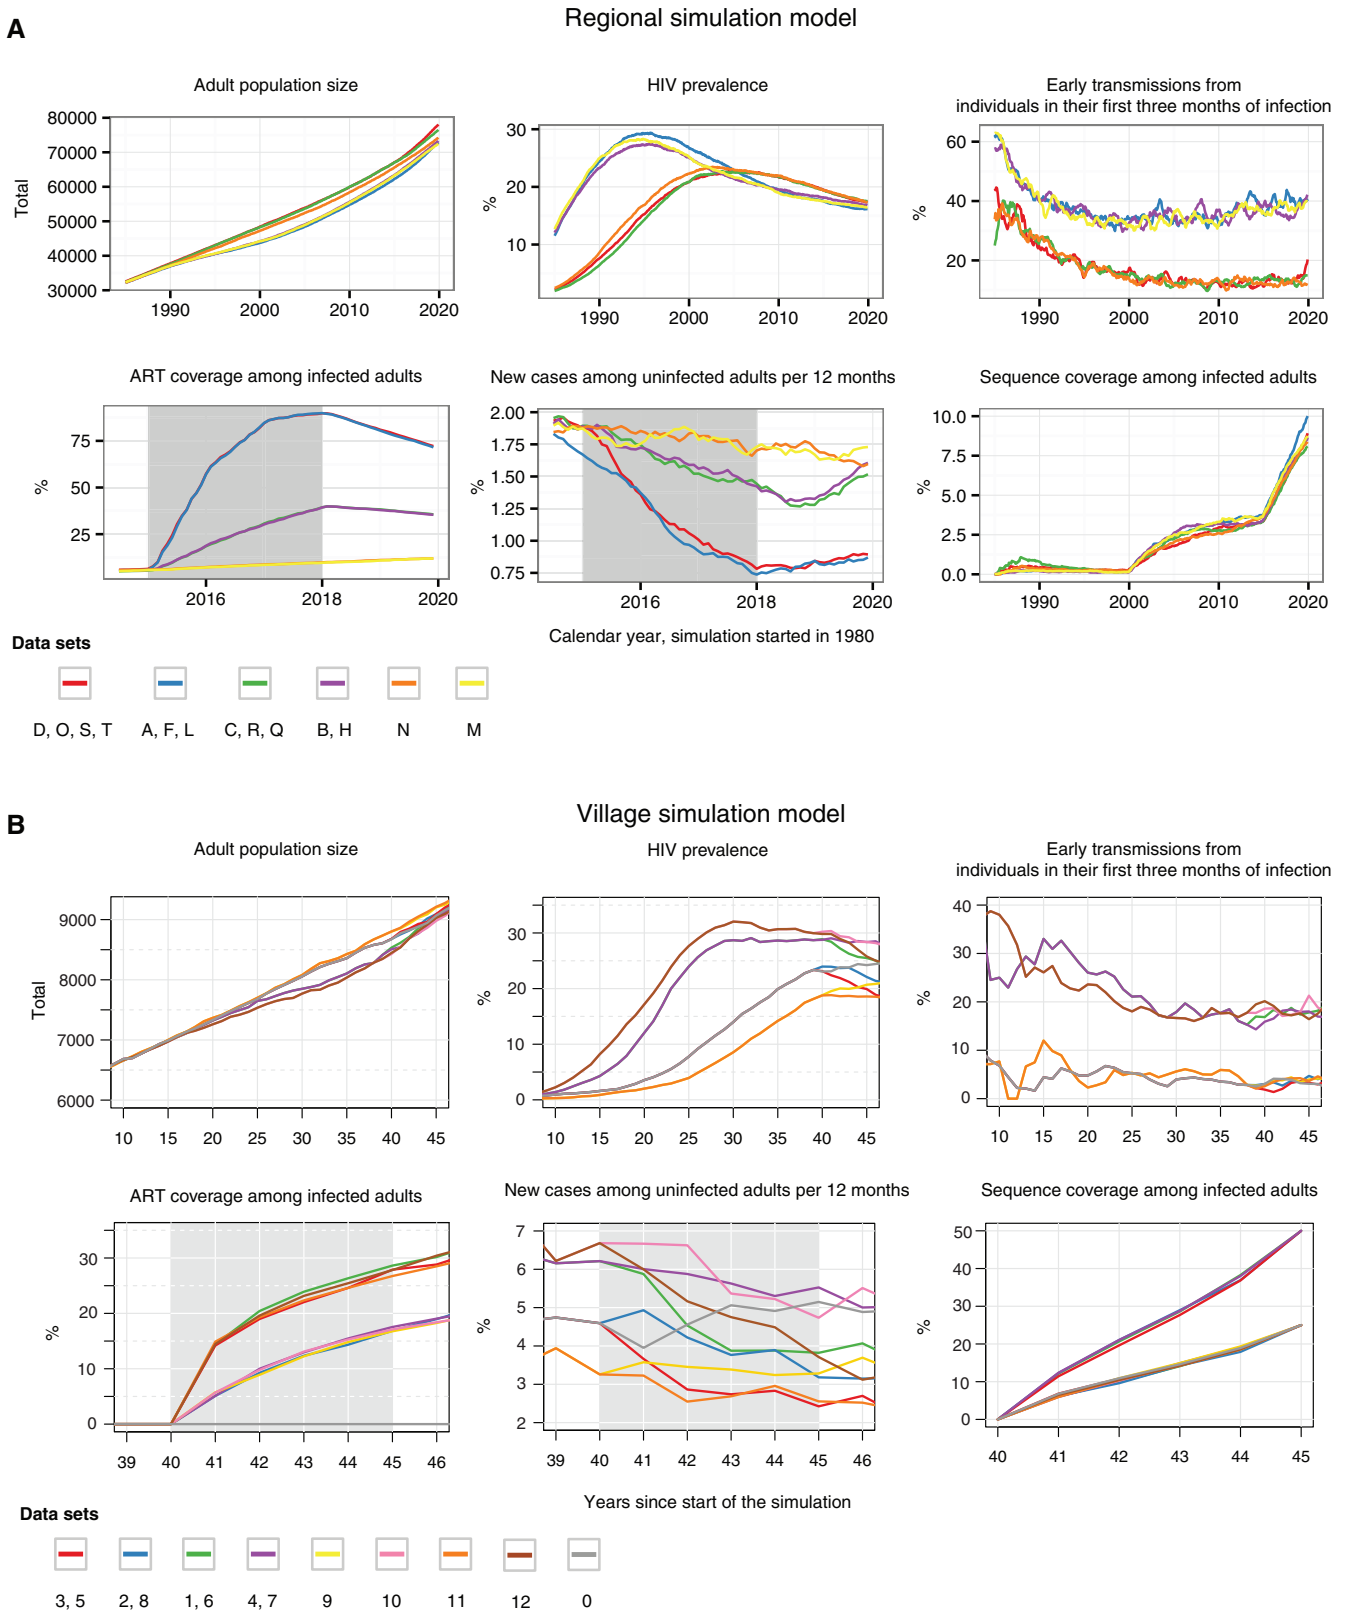 A
Regional simulation model
Adult population size
HIV prevalence
Early transmissions from
individuals in their first three months of infection
Total
80000
70000
60000
50000
40000
30000
1990 2000 2010 2020
%
30
20
10
1990 2000 2010 2020
%
60
40
20
1990 2000 2010 2020
ART coverage among infected adults
New cases among uninfected adults per 12 months
Sequence coverage among infected adults
%
75
50
25
2016 2018 2020
%
2.00
1.75
1.50
1.25
1.00
0.75
2016 2018 2020
%
10.0
7.5
5.0
2.5
0.0
1990 2000 2010 2020
Calendar year, simulation started in 1980
Data sets
D, O, S, T A, F, L C, R, Q B, H N M
B
Village simulation model
Adult population size
HIV prevalence
Early transmissions from
individuals in their first three months of infection
Total
9000
8000
7000
6000
10 15 20 25 30 35 40 45
%
30
20
10
0
10 15 20 25 30 35 40 45
%
40
30
20
10
0
10 15 20 25 30 35 40 45
ART coverage among infected adults
New cases among uninfected adults per 12 months
Sequence coverage among infected adults
%
30
20
10
0
39 40 41 42 43 44 45 46
%
7
6
5
4
3
2
39 40 41 42 43 44 45 46
%
50
40
30
20
10
0
40 41 42 43 44 45
Years since start of the simulation
Data sets
3, 5 2, 8 1, 6 4, 7 9 10 11 12 0